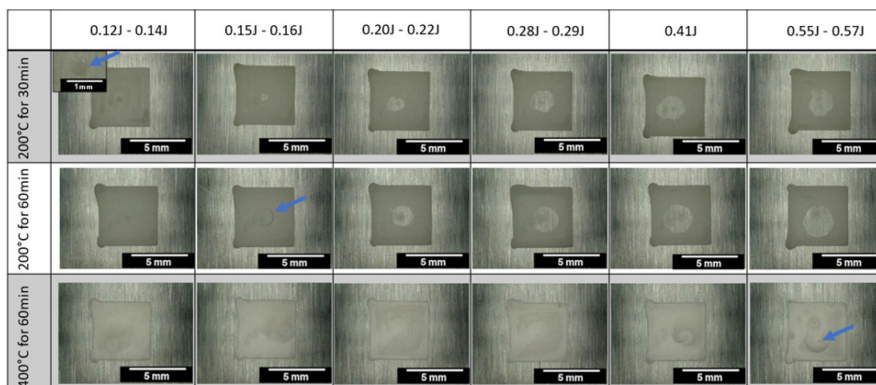 0.12J - 0.14J 0.15J - 0.16J 0.20J - 0.22J 0.28J - 0.29J 0.41J 0.55J - 0.57J
200°C for 30min
1mm
5 mm 5 mm 5 mm 5 mm 5 mm 5 mm
200°C for 60min
5 mm 5 mm 5 mm 5 mm 5 mm 5 mm
400°C for 60min
5 mm 5 mm 5 mm 5 mm 5 mm 5 mm